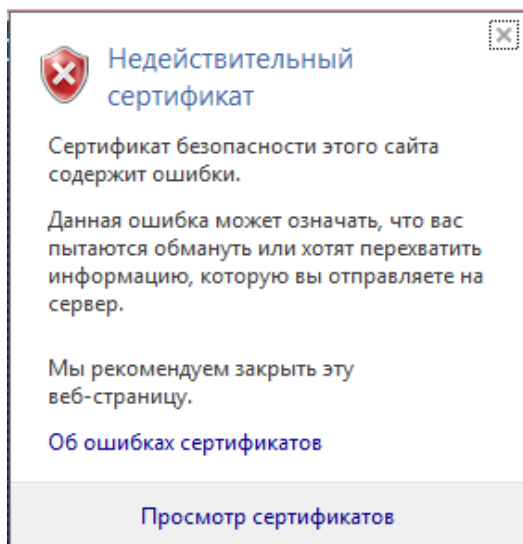 Недействительный
сертификат
Сертификат безопасности этого сайта
содержит ошибки.
Данная ошибка может означать, что вас
пытаются обмануть или хотят перехватить
информацию, которую вы отправляете на
сервер.
Мы рекомендуем закрыть эту
веб-страницу.
Об ошибках сертификатов
Просмотр сертификатов